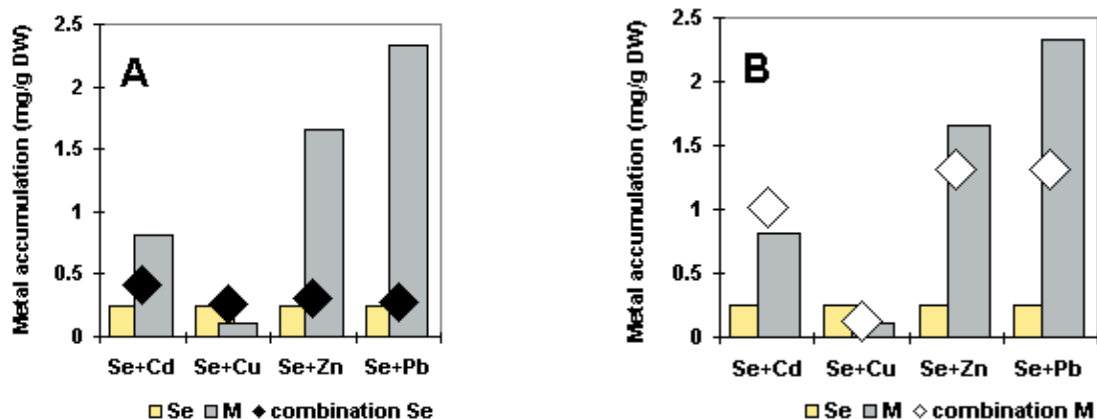 Metal accumulation (mg/g DW)
A
2.5
2
1.5
1
0.5
0
Se+Cd Se+Cu Se+Zn Se+Pb
Se M combination Se
Metal accumulation (mg/g DW)
B
2.5
2
1.5
1
0.5
0
Se+Cd Se+Cu Se+Zn Se+Pb
Se M combination M